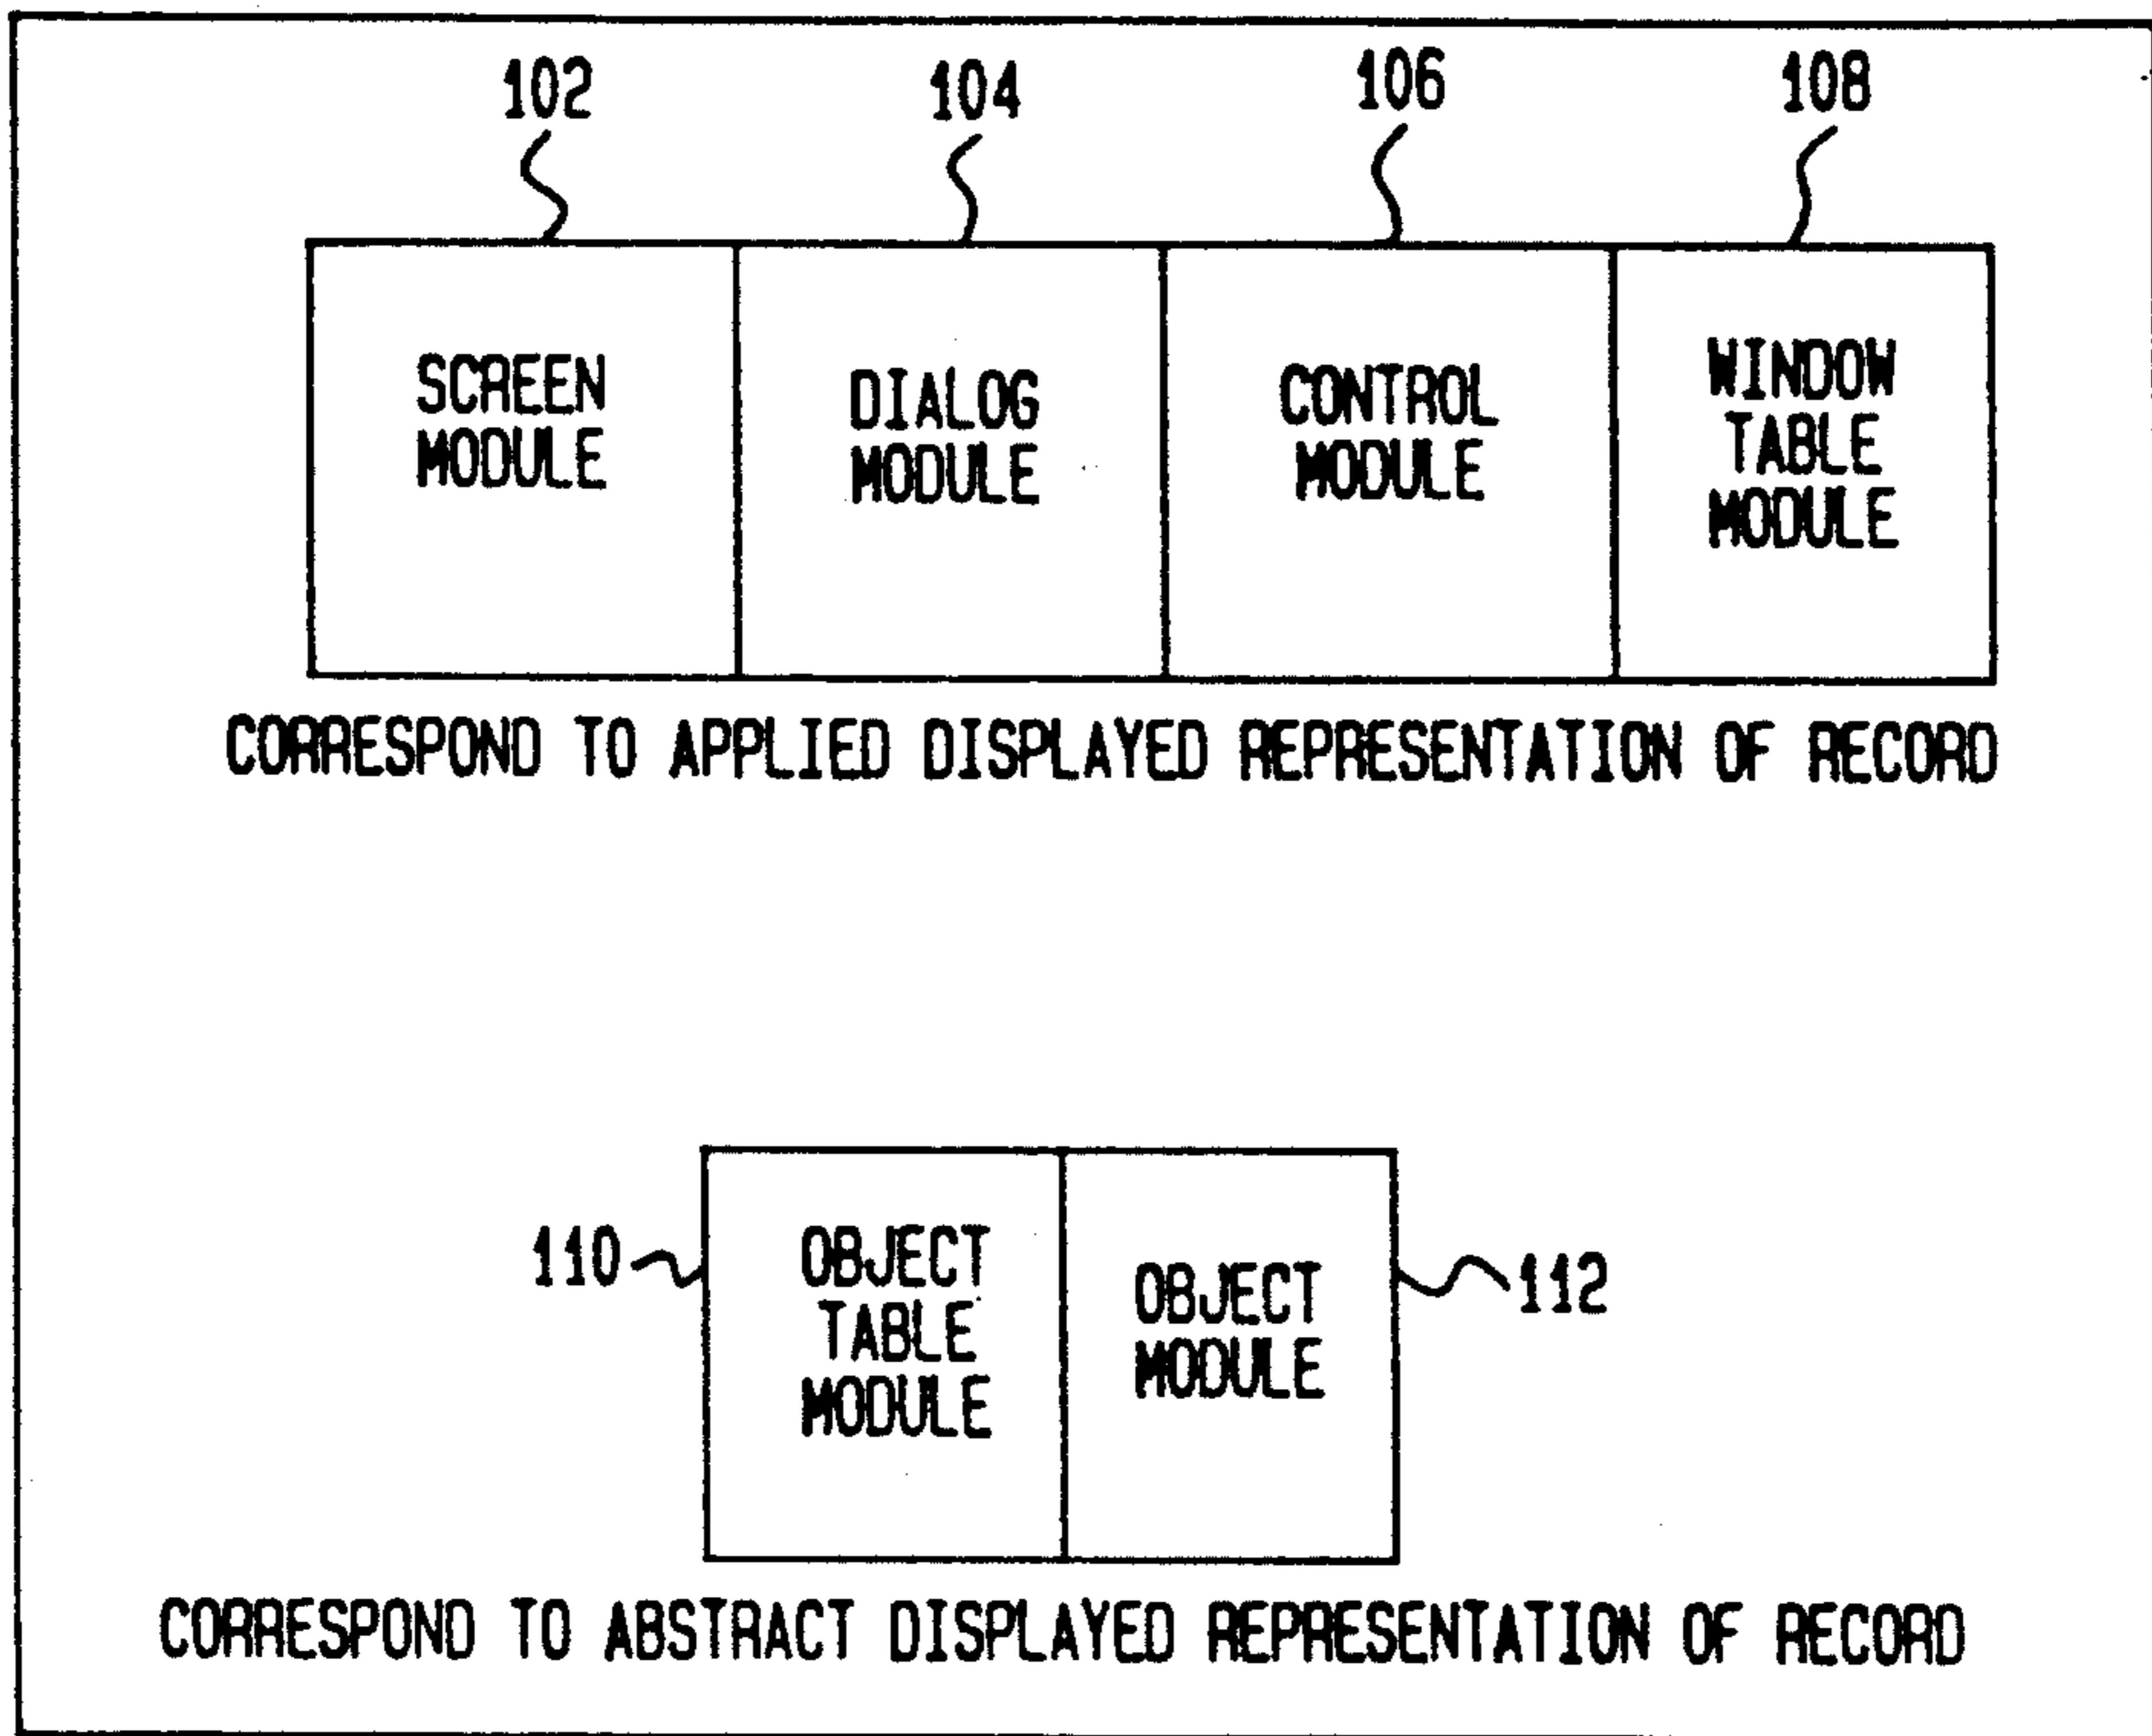 102 104 106 108
SCREEN
MODULE
DIALOG
MODULE
CONTROL
MODULE
WINDOW
TABLE
MODULE
CORRESPOND TO APPLIED DISPLAYED REPRESENTATION OF RECORD
110
OBJECT
TABLE
MODULE
OBJECT
MODULE
112
CORRESPOND TO ABSTRACT DISPLAYED REPRESENTATION OF RECORD